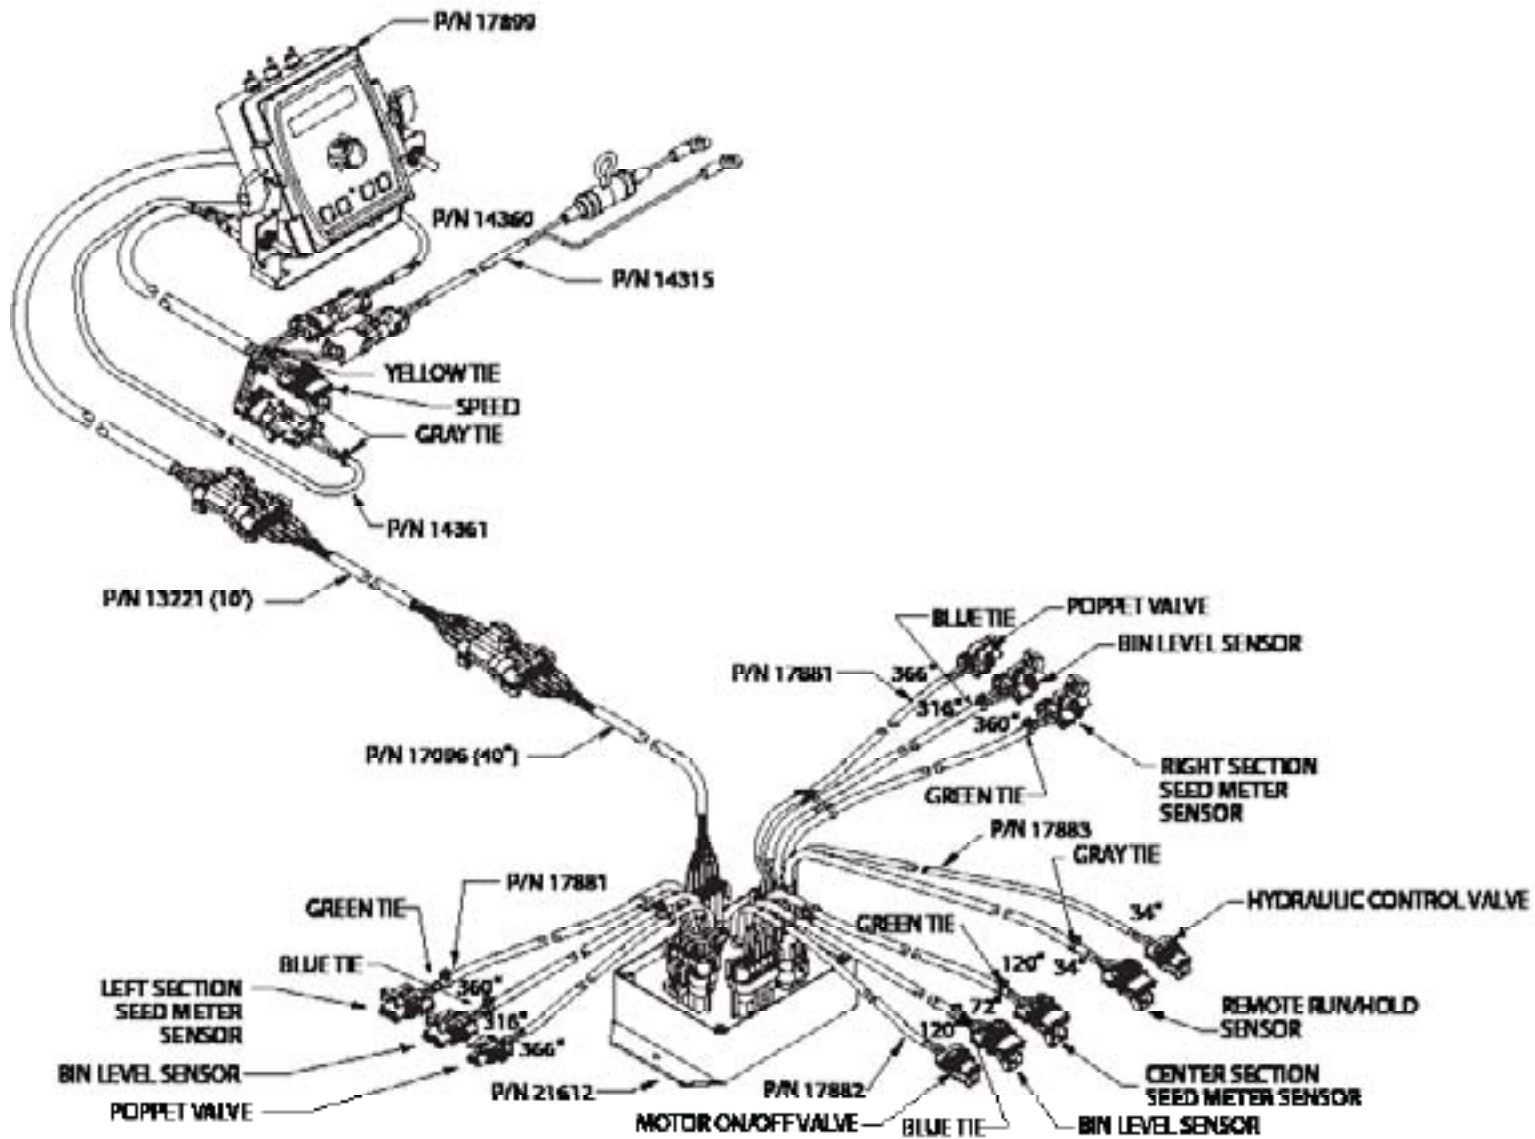 P/N 17899
P/N 14360
P/N 14315
YELLOW TIE
SPEED
GRAY TIE
P/N 14361
P/N 13221 (10')
P/N 17096 (40")
BLUE TIE
POPPET VALVE
BIN LEVEL SENSOR
P/N 17881
366"
316"
360"
GREEN TIE
RIGHT SECTION
SEED METER
SENSOR
P/N 17883
GRAY TIE
HYDRAULIC CONTROL VALVE
34"
P/N 17881
GREEN TIE
GREEN TIE
BLUE TIE
360"
120"
34"
LEFT SECTION
SEED METER
SENSOR
316"
72"
120"
REMOTE RUN/HOLD
SENSOR
366"
BIN LEVEL SENSOR
CENTER SECTION
SEED METER SENSOR
P/N 21612
P/N 17882
POPPET VALVE
MOTOR ON/OFF VALVE
BLUE TIE
BIN LEVEL SENSOR